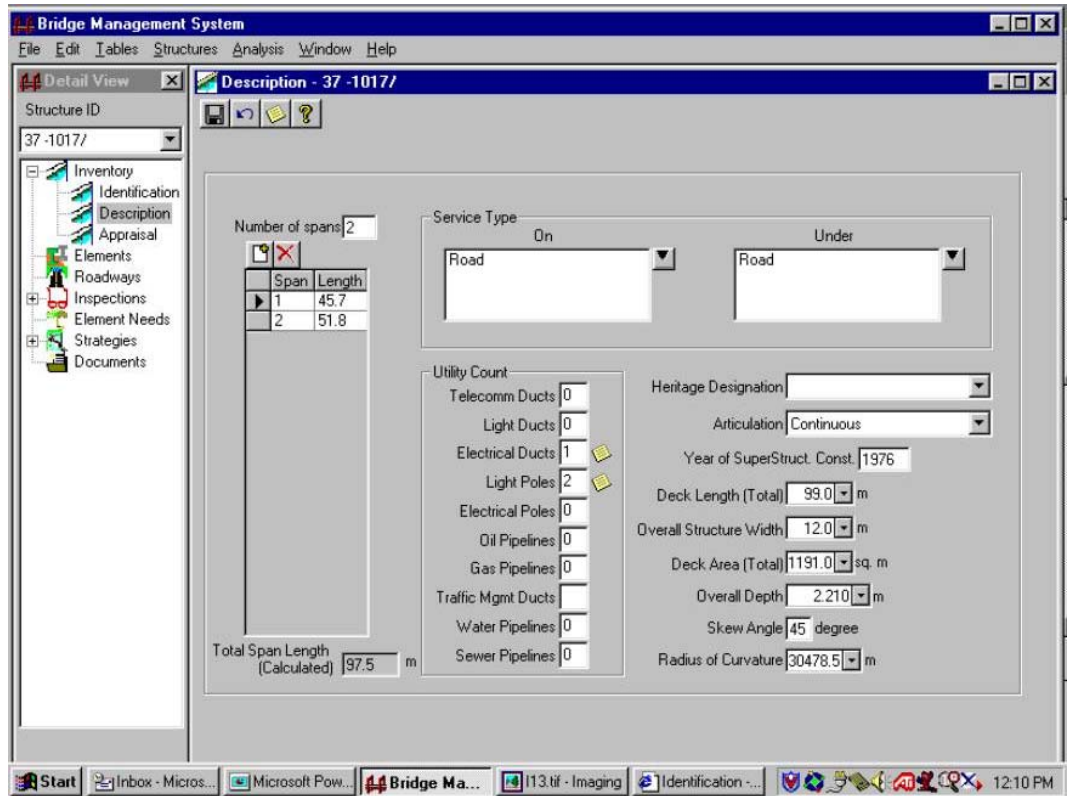 Bridge Management System
File Edit Tables Structures Analysis Window Help
Detail View
Structure ID
37 -1017/
Inventory
Identification
Description
Appraisal
Elements
Roadways
Inspections
Element Needs
Strategies
Documents
Description - 37 -1017/
Number of spans 2
Span Length
1 45.7
2 51.8
Total Span Length
(Calculated) 97.5 m
Service Type
On Under
Road Road
Utility Count
Telecomm Ducts 0
Light Ducts 0
Electrical Ducts 1
Light Poles 2
Electrical Poles 0
Oil Pipelines 0
Gas Pipelines 0
Traffic Mgmt Ducts
Water Pipelines 0
Sewer Pipelines 0
Heritage Designation
Articulation Continuous
Year of SuperStruct. Const. 1976
Deck Length (Total) 99.0 m
Overall Structure Width 12.0 m
Deck Area (Total) 1191.0 sq. m
Overall Depth 2.210 m
Skew Angle 45 degree
Radius of Curvature 30478.5 m
Start Inbox - Micros... Microsoft Pow... Bridge Ma... I13.tif - Imaging Identification -... 12:10 PM